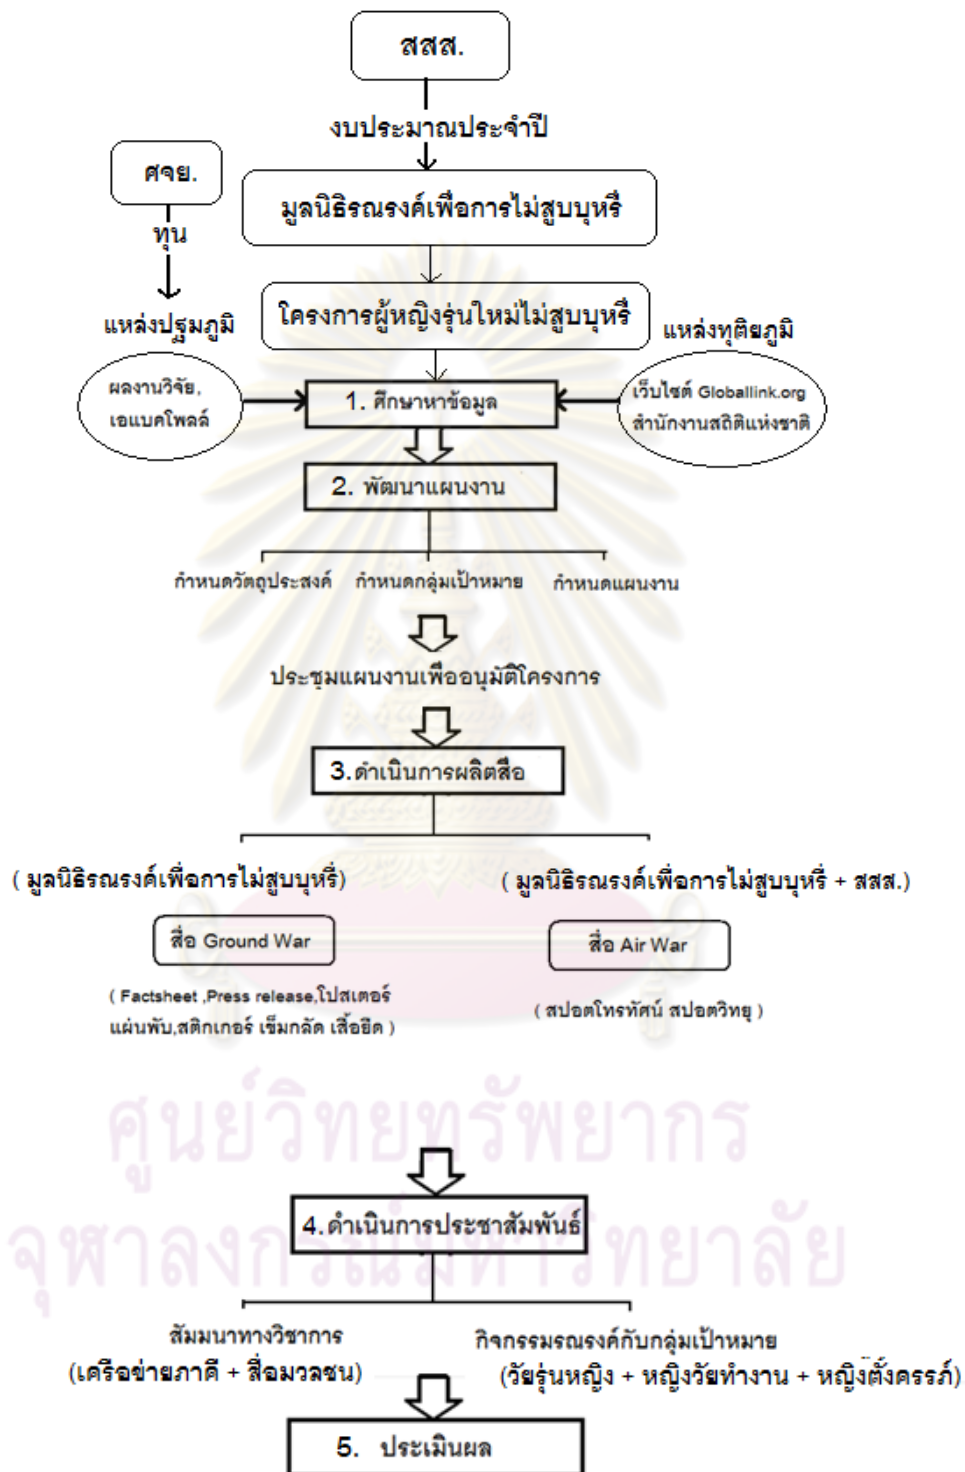 สสส.
งบประมาณประจำปี
ศจย.
มูลนิธิรณรงค์เพื่อการไม่สูบบุหรี่
ทุน
โครงการผู้หญิงรุ่นใหม่ไม่สูบบุหรี่
แหล่งปฐมภูมิ
แหล่งทุติยภูมิ
ผลงานวิจัย,
เอแบคโพลล์
1. ศึกษาหาข้อมูล
เว็บไซต์ Globallink.org
สำนักงานสถิติแห่งชาติ
2. พัฒนาแผนงาน
กำหนดวัตถุประสงค์ กำหนดกลุ่มเป้าหมาย กำหนดแผนงาน
ประชุมแผนงานเพื่ออนุมัติโครงการ
3.ดำเนินการผลิตสื่อ
( มูลนิธิรณรงค์เพื่อการไม่สูบบุหรี่) ( มูลนิธิรณรงค์เพื่อการไม่สูบบุหรี่ + สสส.)
สื่อ Ground War
สื่อ Air War
( Factsheet ,Press release,โปสเตอร์
แผ่นพับ,สติกเกอร์ เข็มกลัด เสื้อยืด )
( สปอตโทรทัศน์ สปอตวิทยุ )
ศูนย์วิทยทรัพยากร
จุฬาลงกรณ์มหาวิทยาลัย
4.ดำเนินการประชาสัมพันธ์
สัมมนาทางวิชาการ
(เครือข่ายภาคี + สื่อมวลชน)
กิจกรรมรณรงค์กับกลุ่มเป้าหมาย
(วัยรุ่นหญิง + หญิงวัยทำงาน + หญิงตั้งครรภ์)
5. ประเมินผล